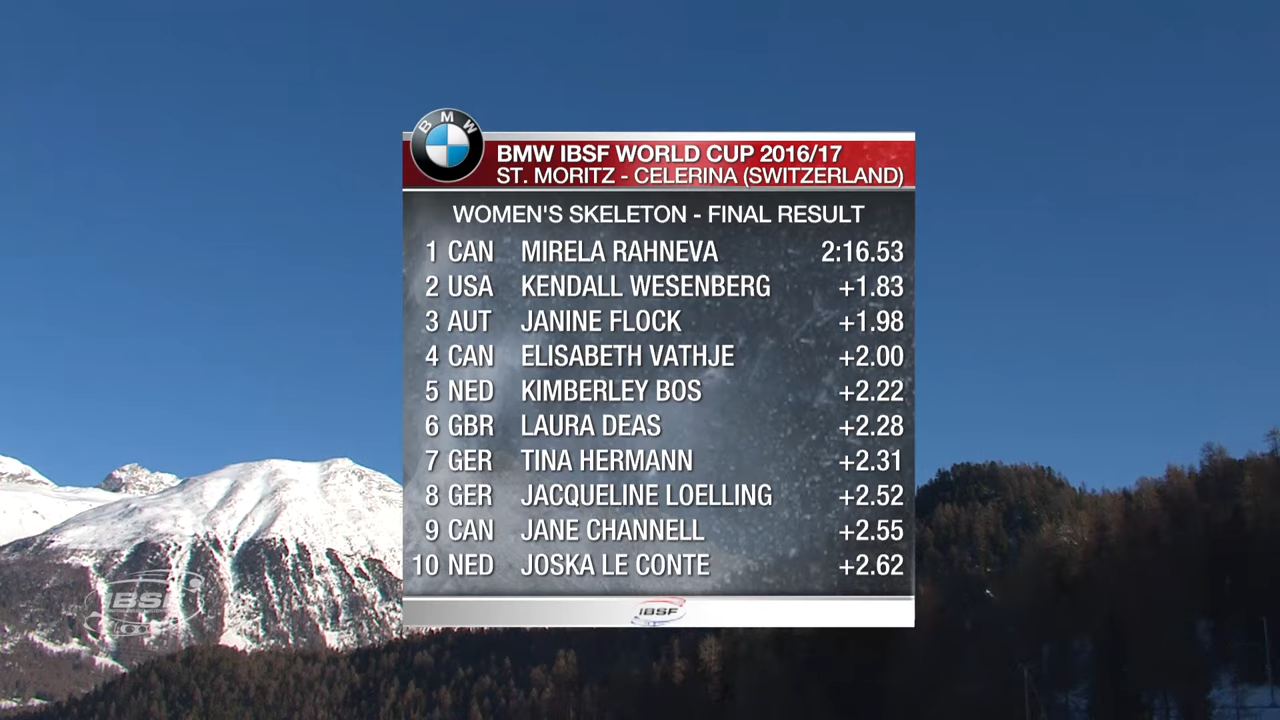 BMW
BMW IBSF WORLD CUP 2016/17
ST. MORITZ - CELERINA (SWITZERLAND)
WOMEN'S SKELETON - FINAL RESULT
1 CAN MIRELA RAHNEVA 2:16.53
2 USA KENDALL WESENBERG +1.83
3 AUT JANINE FLOCK +1.98
4 CAN ELISABETH VATHJE +2.00
5 NED KIMBERLEY BOS +2.22
6 GBR LAURA DEAS +2.28
7 GER TINA HERMANN +2.31
8 GER JACQUELINE LOELLING +2.52
9 CAN JANE CHANNELL +2.55
10 NED JOSKA LE CONTE +2.62
IBSF
IBSF